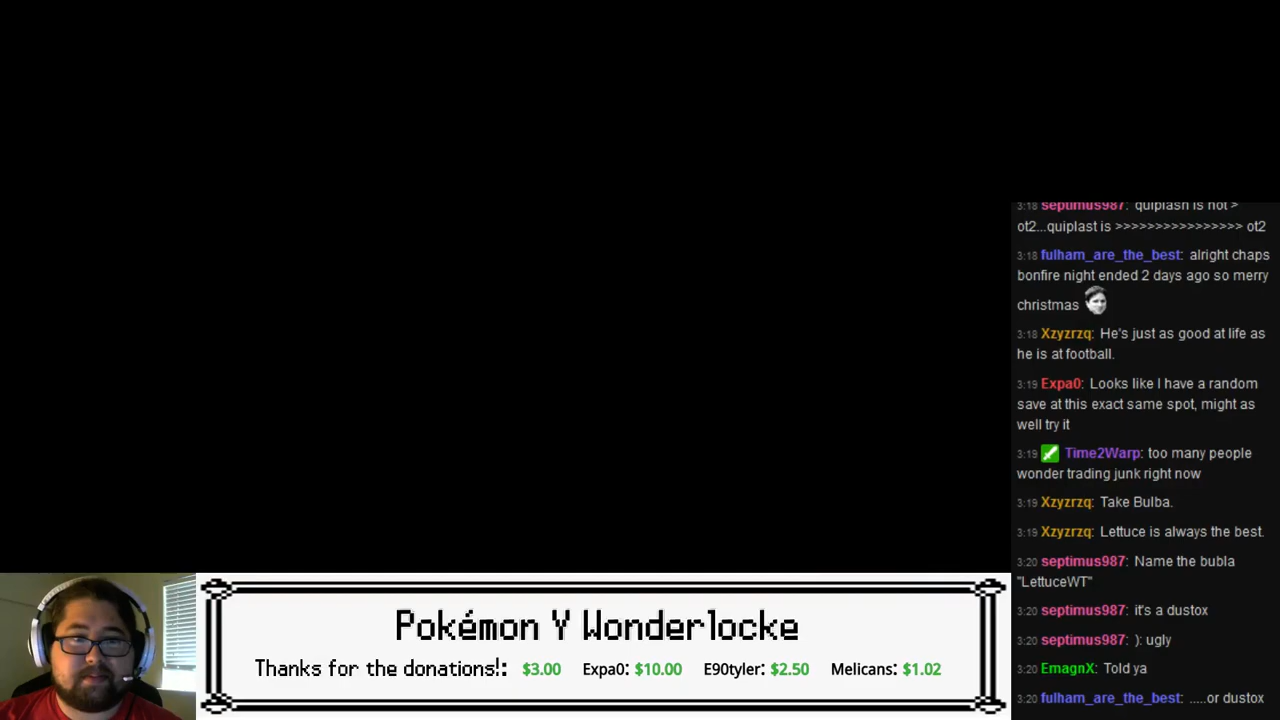 3:18 septimus987: quiplash is not >
ot2...quiplast is >>>>>>>>>>>>>>>> ot2
3:18 fulham_are_the_best: alright chaps
bonfire night ended 2 days ago so merry
christmas
3:18 Xzyzrzq: He's just as good at life as
he is at football.
3:19 Expa0: Looks like I have a random
save at this exact same spot, might as
well try it
3:19 Time2Warp: too many people
wonder trading junk right now
3:19 Xzyzrzq: Take Bulba.
3:19 Xzyzrzq: Lettuce is always the best.
3:20 septimus987: Name the bubla
"LettuceWT"
3:20 septimus987: it's a dustox
3:20 septimus987: ): ugly
3:20 EmagnX: Told ya
3:20 fulham_are_the_best: .....or dustox
Pokémon Y Wonderlocke
Thanks for the donations!: $3.00 Expa0: $10.00 E90tyler: $2.50 Melicans: $1.02